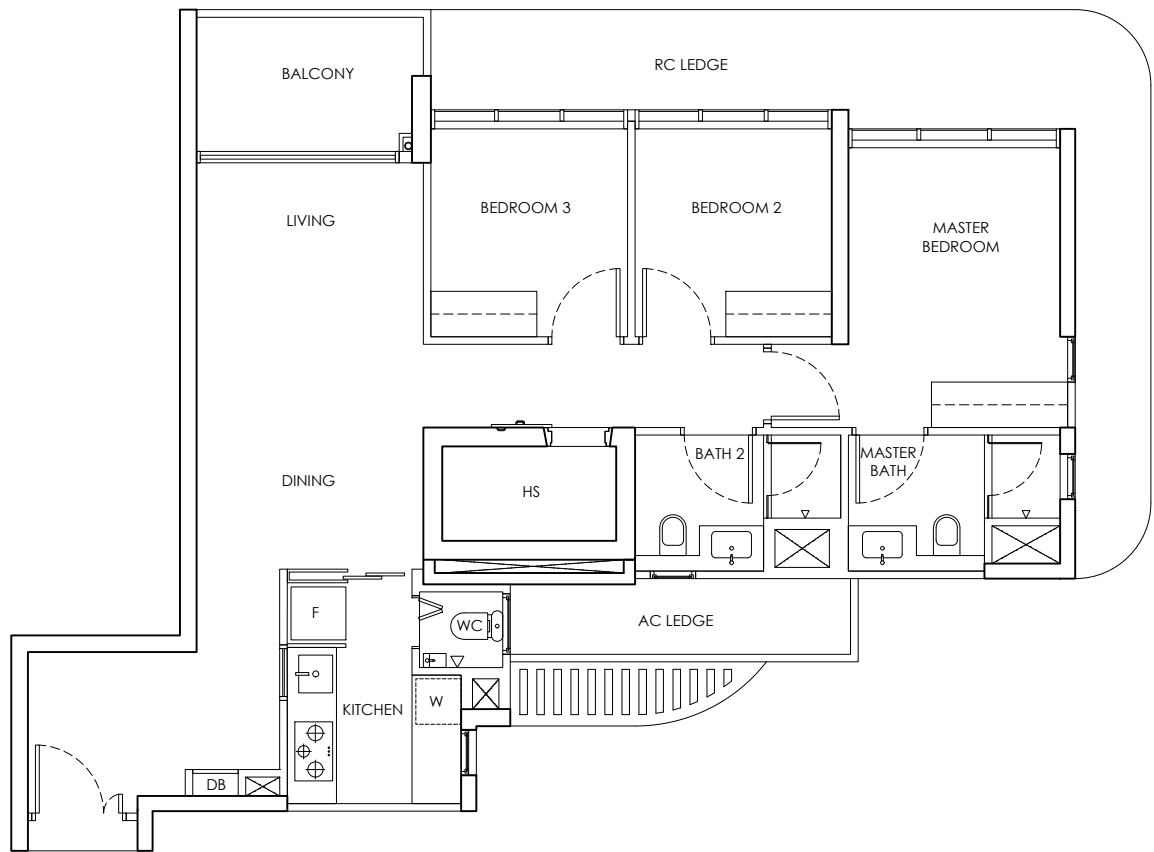 RC LEDGE
BALCONY
BEDROOM 3
BEDROOM 2
LIVING
MASTER
BEDROOM
BATH 2
MASTER
BATH
DINING
HS
F
WC
AC LEDGE
W
KITCHEN
DB